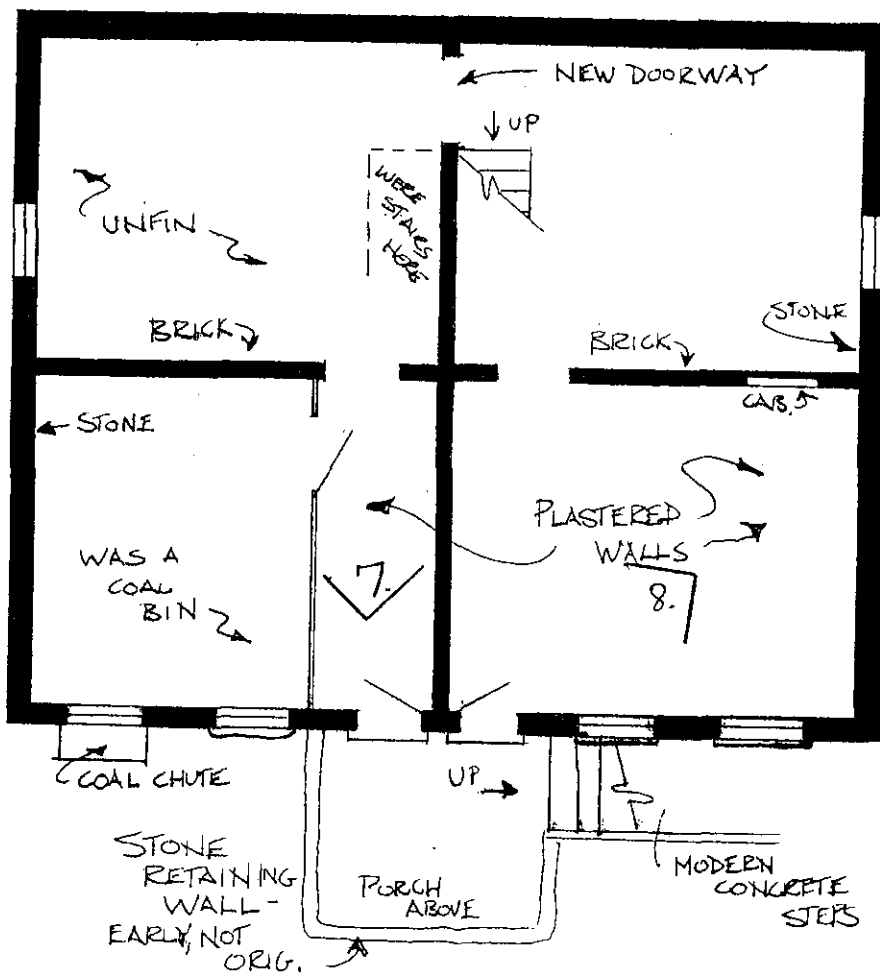 NEW DOORWAY
UP
WERE
STAIRS
HERE
UNFIN
BRICK
STONE
BRICK
CAB.
STONE
PLASTERED
WALLS
WAS A
COAL
BIN
7.
8.
COAL CHUTE
UP
STONE
RETAINING
WALL -
EARLY, NOT
ORIG.
PORCH
ABOVE
MODERN
CONCRETE
STEPS